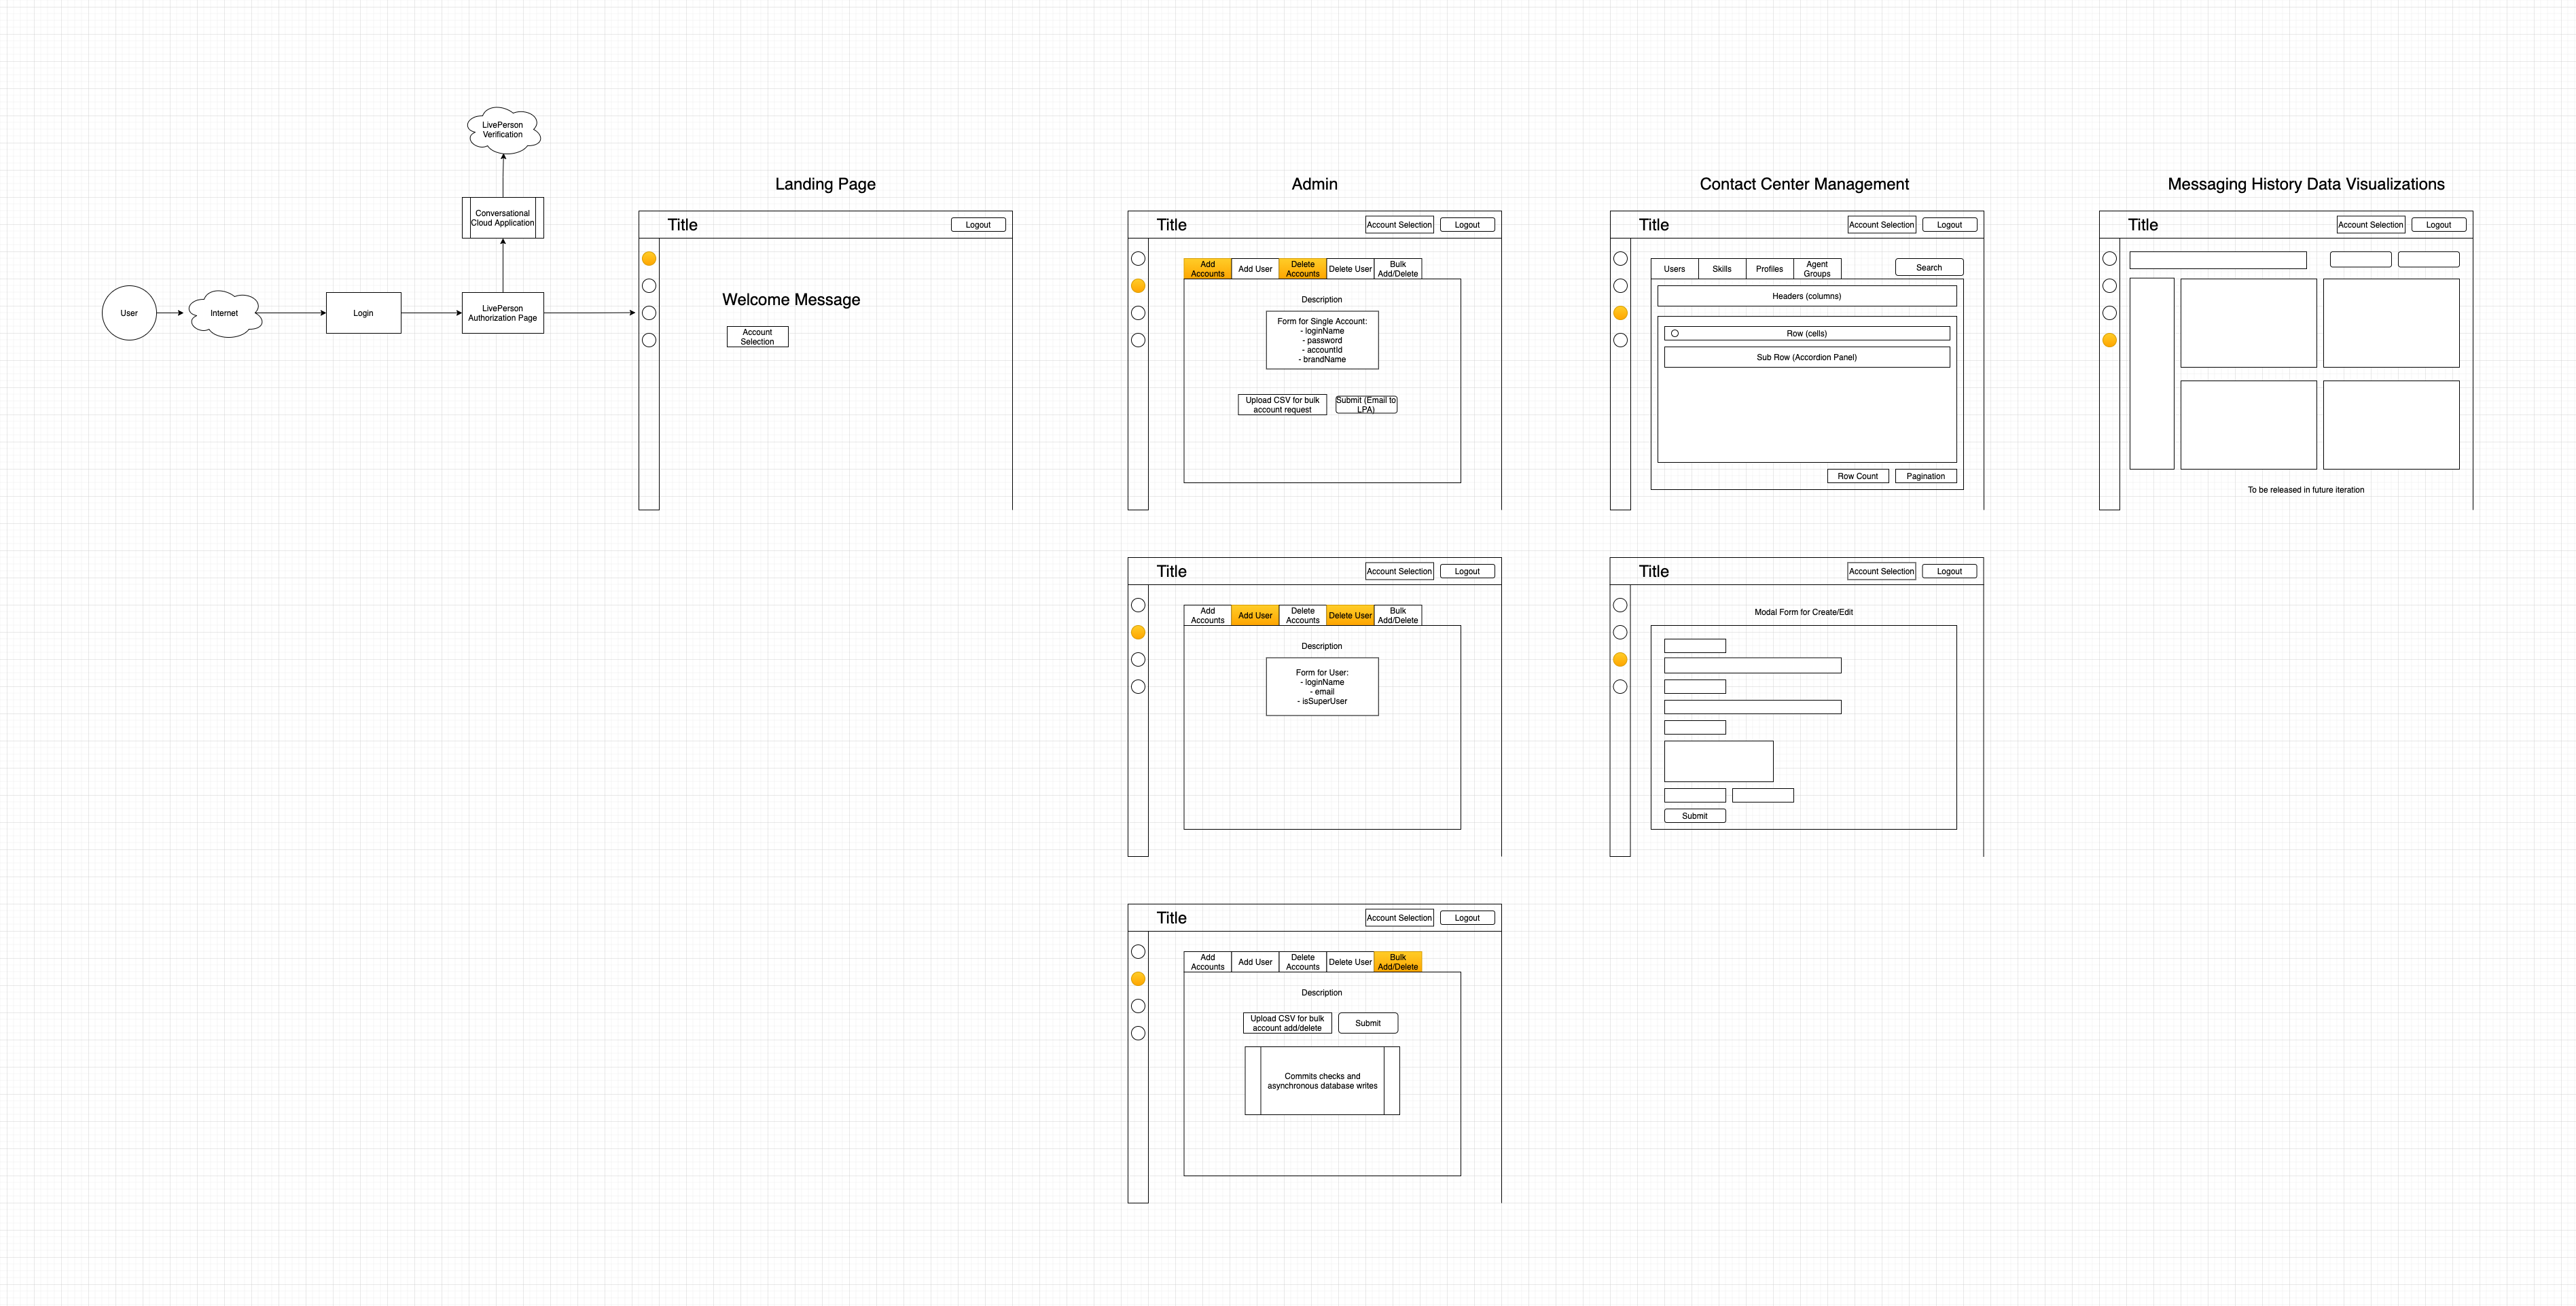 LivePerson
Verification
Conversational
Cloud Application
User
Internet
Login
LivePerson
Authorization Page
Landing Page
Title
Logout
Welcome Message
Account
Selection
Admin
Title
Account Selection
Logout
Add
Accounts
Add User
Delete
Accounts
Delete User
Bulk
Add/Delete
Description
Form for Single Account:
- loginName
- password
- accountId
- brandName
Upload CSV for bulk
account request
Submit (Email to
LPA)
Title
Account Selection
Logout
Add
Accounts
Add User
Delete
Accounts
Delete User
Bulk
Add/Delete
Description
Form for User:
- loginName
- email
- isSuperUser
Title
Account Selection
Logout
Add
Accounts
Add User
Delete
Accounts
Delete User
Bulk
Add/Delete
Description
Upload CSV for bulk
account add/delete
Submit
Commits checks and
asynchronous database writes
Contact Center Management
Title
Account Selection
Logout
Users
Skills
Profiles
Agent
Groups
Search
Headers (columns)
Row (cells)
Sub Row (Accordion Panel)
Row Count
Pagination
Title
Account Selection
Logout
Modal Form for Create/Edit
Submit
Messaging History Data Visualizations
Title
Account Selection
Logout
To be released in future iteration